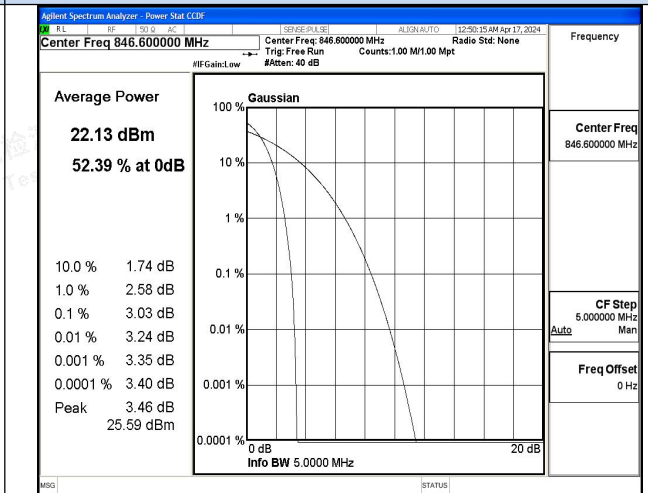 Agilent Spectrum Analyzer - Power Stat CCDF
RL RF 50 Ω AC SENSE:PULSE ALIGN AUTO 12:50:15 AM Apr 17, 2024
Center Freq 846.600000 MHz
Center Freq: 846.600000 MHz Radio Std: None
Trig: Free Run Counts:1.00 M/1.00 Mpt
#IFGain:Low #Atten: 40 dB
Frequency
Average Power
22.13 dBm
52.39 % at 0dB
10.0 % 1.74 dB
1.0 % 2.58 dB
0.1 % 3.03 dB
0.01 % 3.24 dB
0.001 % 3.35 dB
0.0001 % 3.40 dB
Peak 3.46 dB
25.59 dBm
Gaussian
100 %
10 %
1 %
0.1 %
0.01 %
0.001 %
0.0001 %
0 dB 20 dB
Info BW 5.0000 MHz
Center Freq
846.600000 MHz
CF Step
5.000000 MHz
Auto Man
Freq Offset
0 Hz
MSG STATUS